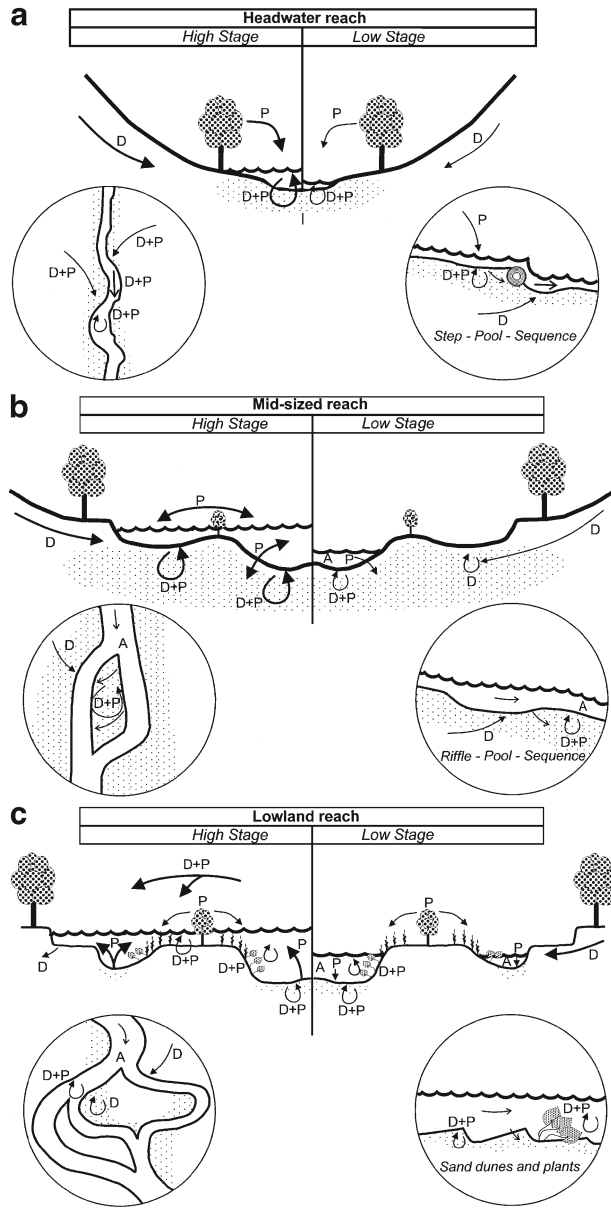 a
Headwater reach
High Stage Low Stage
P P
D D
D+P D+P
D+P
D+P
D+P
D+P
P
D+P
D
Step - Pool - Sequence
b
Mid-sized reach
High Stage Low Stage
P
D D
P A P
D+P D+P D+P D
A
D
D+P
A
D D+P
Riffle - Pool - Sequence
c
Lowland reach
High Stage Low Stage
D+P
P P
D P D+P D+P P A P D+P A P D
D+P D+P
A D
D+P
D
D+P D+P
Sand dunes and plants